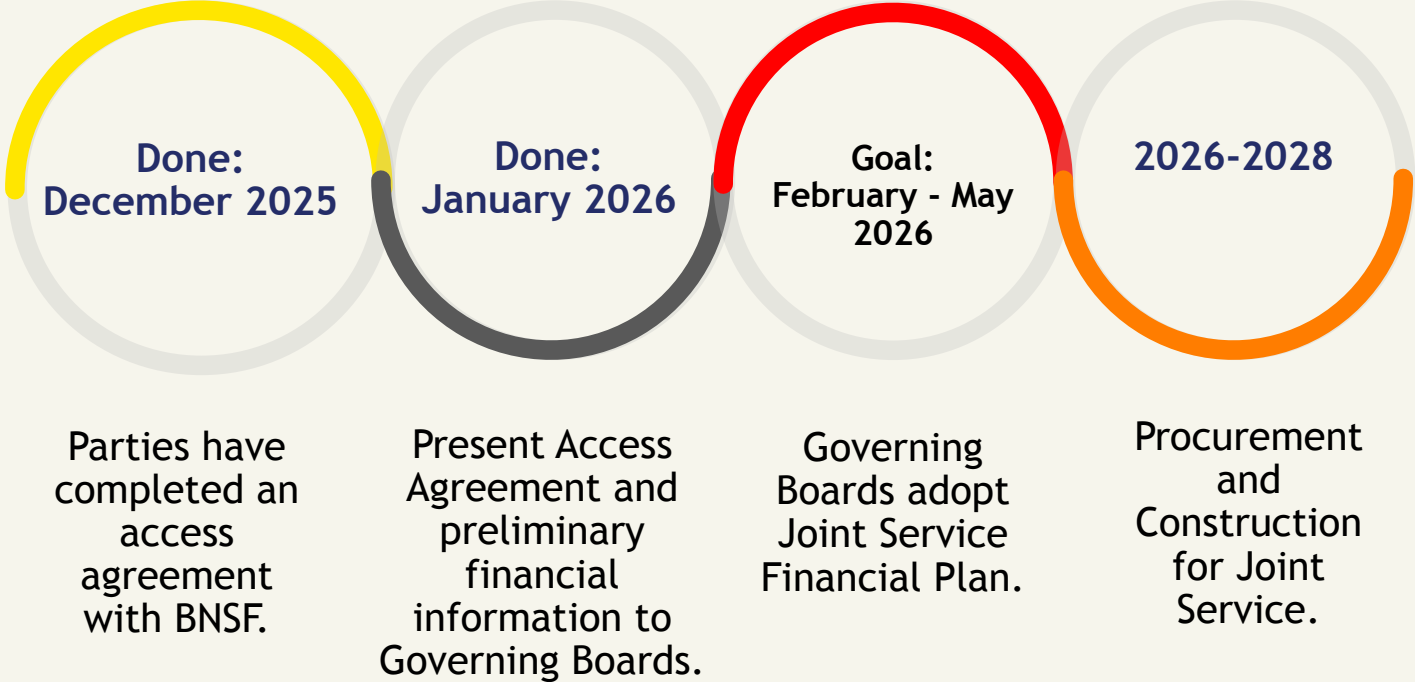 Done:
December 2025
Done:
January 2026
Goal:
February - May
2026
2026-2028
Parties have
completed an
access
agreement
with BNSF.
Present Access
Agreement and
preliminary
financial
information to
Governing Boards.
Governing
Boards adopt
Joint Service
Financial Plan.
Procurement
and
Construction
for Joint
Service.